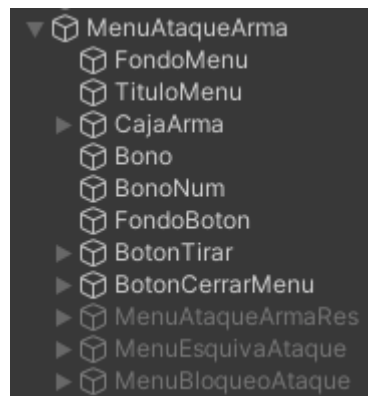 MenuAtaqueArma
FondoMenu
TituloMenu
CajaArma
Bono
BonoNum
FondoBoton
BotonTirar
BotonCerrarMenu
MenuAtaqueArmaRes
MenuEsquivaAtaque
MenuBloqueoAtaque